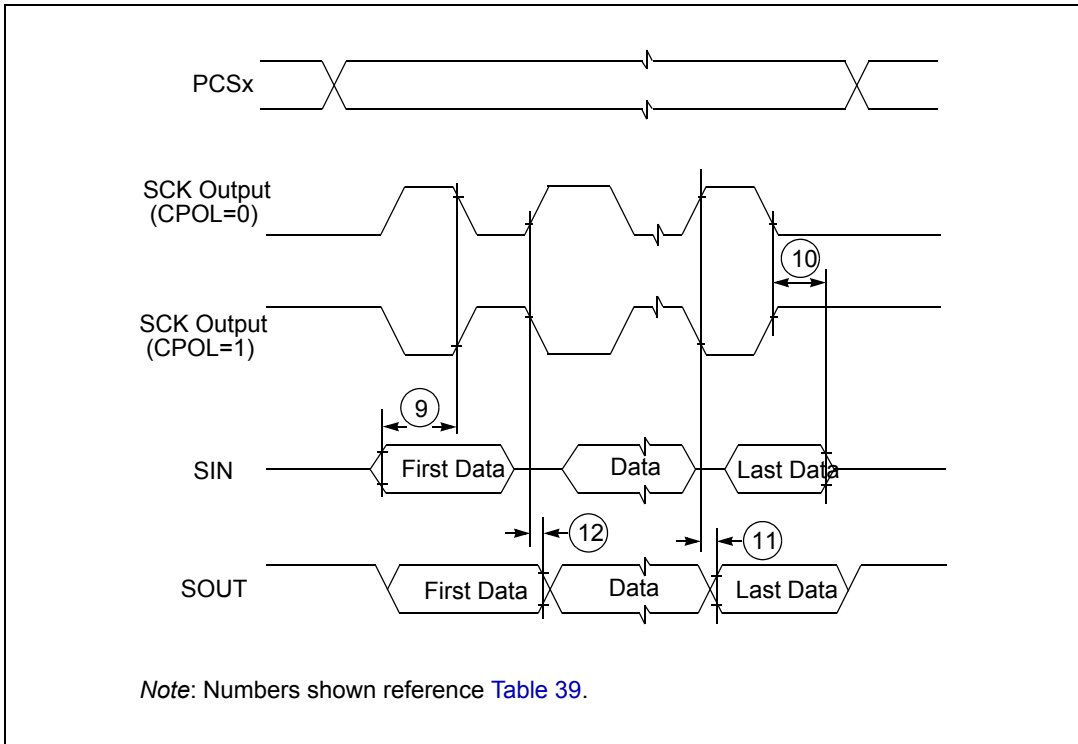 PCSx
SCK Output
(CPOL=0)
10
SCK Output
(CPOL=1)
9
SIN
First Data
Data
Last Data
12
11
SOUT
First Data
Data
Last Data
Note: Numbers shown reference Table 39.